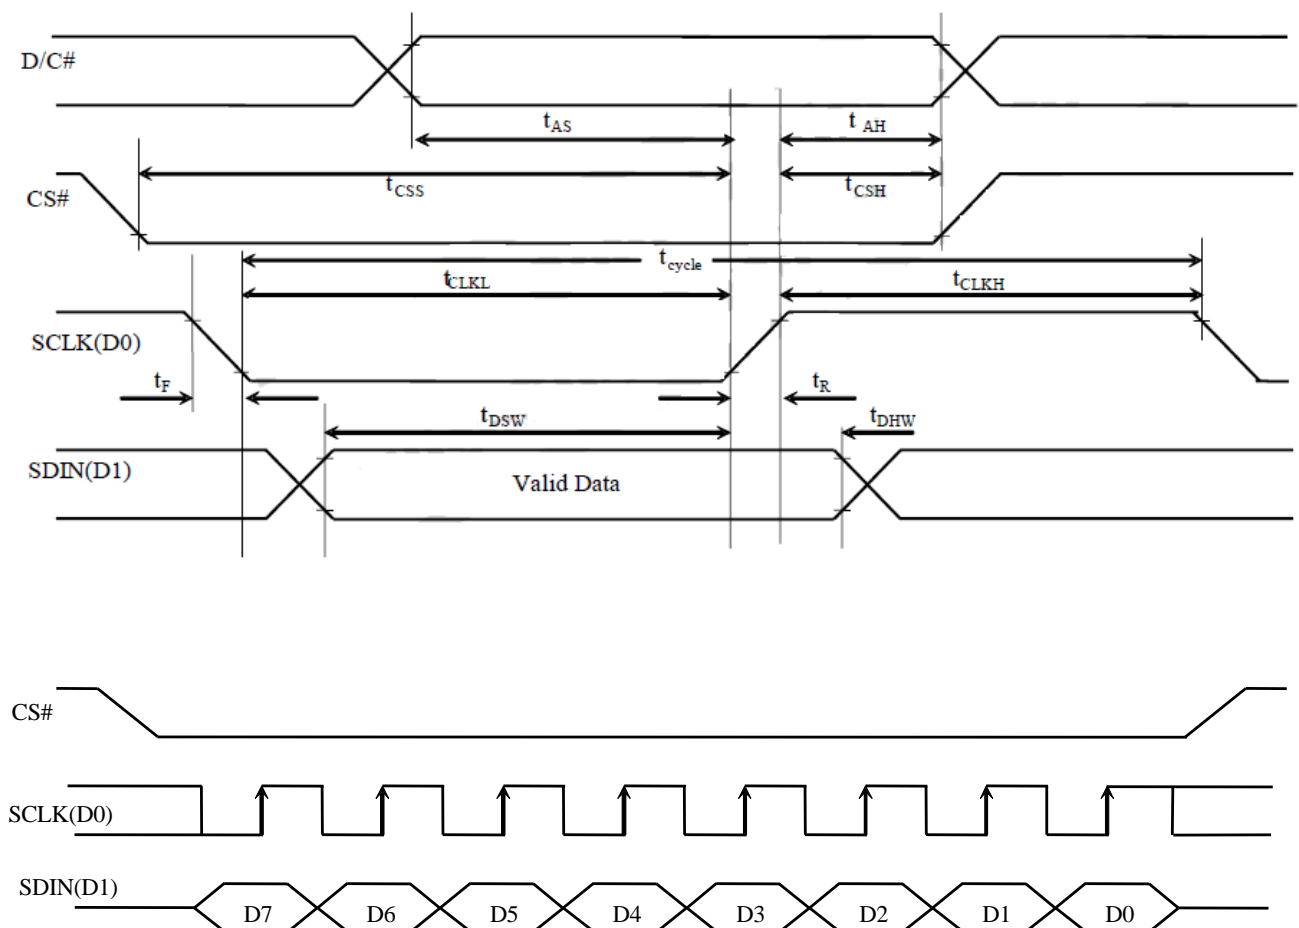 D/C#
tAS
t AH
tCSS
tCSH
CS#
tcycle
tCLKL
tCLKH
SCLK(D0)
tF
tR
tDSW
tDHW
SDIN(D1)
Valid Data
CS#
SCLK(D0)
SDIN(D1)
D7 D6 D5 D4 D3 D2 D1 D0